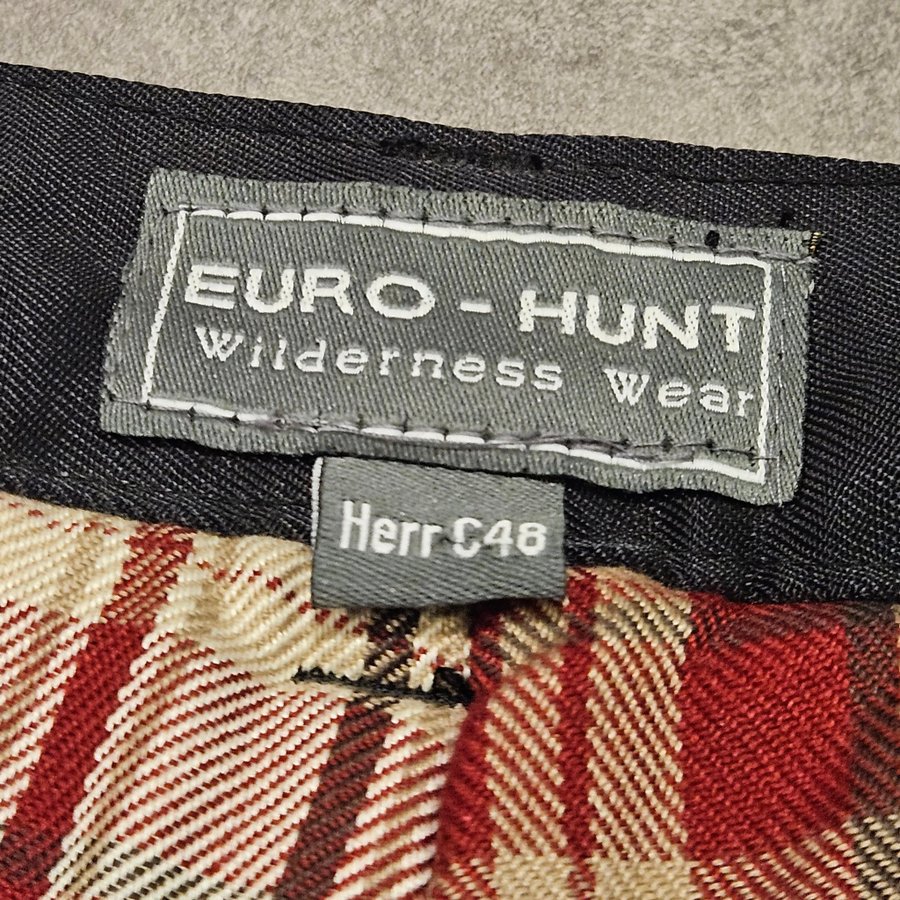 EURO - HUNT
Wilderness Wear
Herr C48